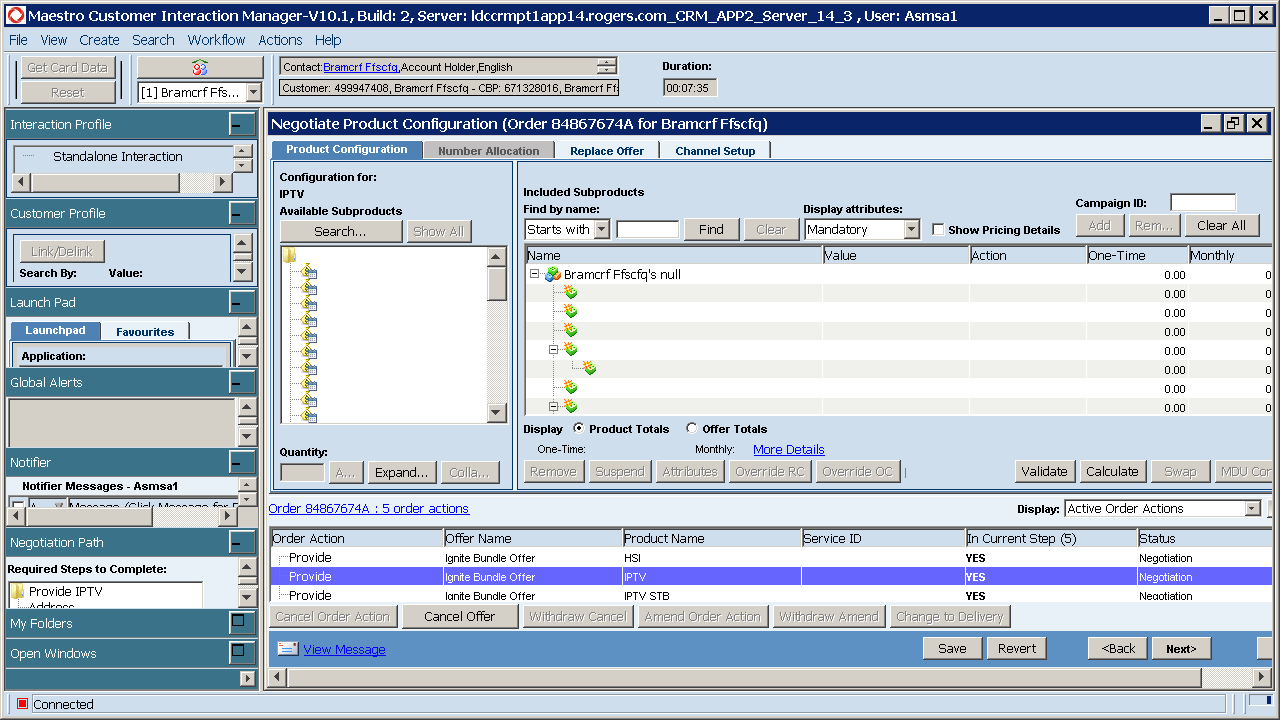 Maestro Customer Interaction Manager-V10.1, Build: 2, Server: ldccrmpt1app14.rogers.com_CRM_APP2_Server_14_3 , User: Asmsa1
File View Create Search Workflow Actions Help
Get Card Data
Reset
[1] Bramcrf Ffs...
Contact:Bramcrf Ffscfq,Account Holder,English
Customer: 499947408, Bramcrf Ffscfq - CBP: 671328016, Bramcrf Ff
Duration:
00:07:35
Interaction Profile
Standalone Interaction
Customer Profile
Link/Delink
Search By: Value:
Launch Pad
Launchpad Favourites
Application:
Global Alerts
Notifier
Notifier Messages - Asmsa1
Negotiation Path
Required Steps to Complete:
Provide IPTV
Address
My Folders
Open Windows
Negotiate Product Configuration (Order 84867674A for Bramcrf Ffscfq)
Product Configuration Number Allocation Replace Offer Channel Setup
Configuration for:
IPTV
Available Subproducts
Search... Show All
Quantity:
A... Expand... Colla...
Included Subproducts
Find by name: Display attributes: Campaign ID:
Starts with Find Clear Mandatory Show Pricing Details Add Rem... Clear All
Name Value Action One-Time Monthly
Bramcrf Ffscfq's null 0.00 0
0.00 0
0.00 0
0.00 0
0.00 0
0.00 0
0.00 0
0.00 0
Display Product Totals Offer Totals
One-Time: Monthly: More Details
Remove Suspend Attributes Override RC Override OC Validate Calculate Swap MDU Con
Order 84867674A : 5 order actions Display: Active Order Actions
Order Action Offer Name Product Name Service ID In Current Step (5) Status
Provide Ignite Bundle Offer HSI YES Negotiation
Provide Ignite Bundle Offer IPTV YES Negotiation
Provide Ignite Bundle Offer IPTV STB YES Negotiation
Cancel Order Action Cancel Offer Withdraw Cancel Amend Order Action Withdraw Amend Change to Delivery
View Message Save Revert <Back Next>
Connected